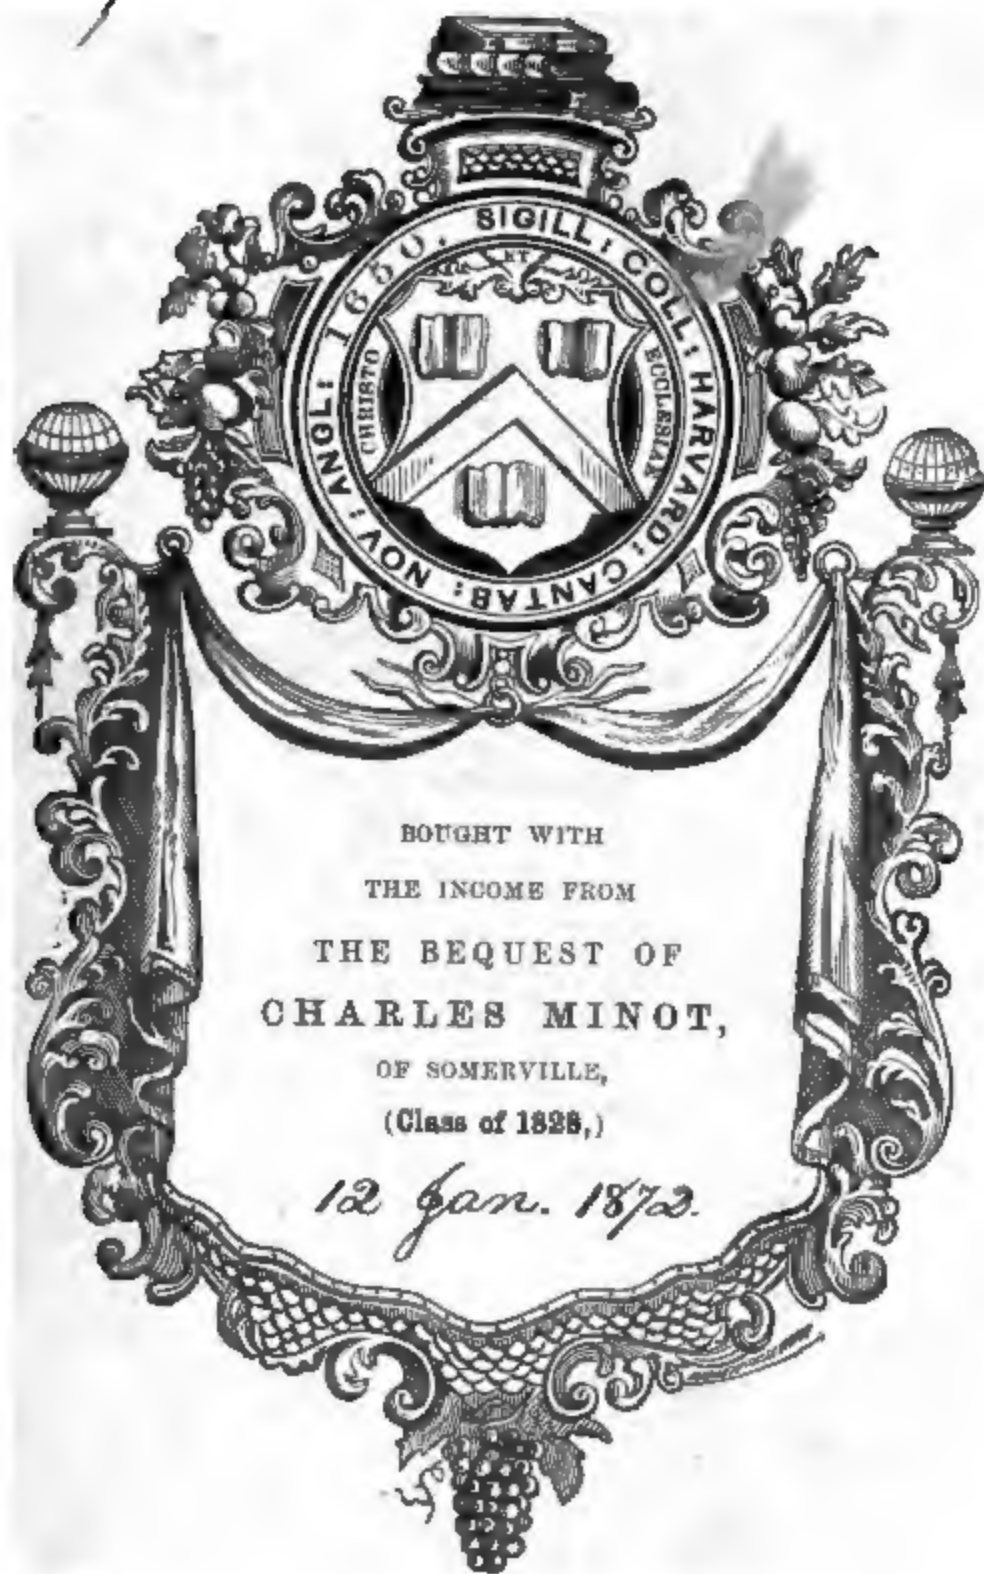 SIGILL: COLL: HARVARD: CANTAB: NOV: ANGL: 1650.
ET
CHRISTO
ECCLESIAE
BOUGHT WITH
THE INCOME FROM
THE BEQUEST OF
CHARLES MINOT,
OF SOMERVILLE,
(Class of 1828,)
12 Jan. 1872.